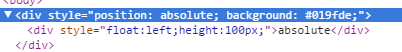 <body>
▼<div style="position: absolute; background: #019fde;">
<div style="float:left;height:100px;">absolute</div>
</div>